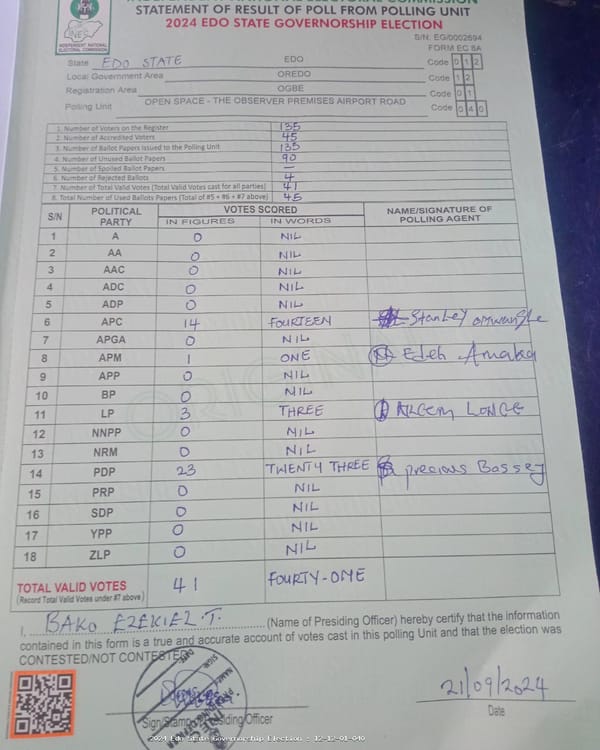 INDEPENDENT NATIONAL ELECTORAL COMMISSION
STATEMENT OF RESULT OF POLL FROM POLLING UNIT
2024 EDO STATE GOVERNORSHIP ELECTION
INEC
INDEPENDENT NATIONAL ELECTORAL COMMISSION
S/N. EG/0002694
FORM EC 8A
State EDO STATE EDO Code 0 1 2
Local Government Area OREDO Code 1 2
Registration Area OGBE Code 0 1
Polling Unit OPEN SPACE - THE OBSERVER PREMISES AIRPORT ROAD Code 0 4 0
1. Number of Voters on the Register 135
2. Number of Accredited Voters 45
3. Number of Ballot Papers Issued to the Polling Unit 135
4. Number of Unused Ballot Papers 90
5. Number of Spoiled Ballot Papers —
6. Number of Rejected Ballots 4
7. Number of Total Valid Votes (Total Valid Votes cast for all parties) 41
8. Total Number of Used Ballots Papers (Total of #5 + #6 + #7 above) 45
S/N POLITICAL PARTY VOTES SCORED NAME/SIGNATURE OF POLLING AGENT
IN FIGURES IN WORDS
1 A 0 NIL
2 AA 0 NIL
3 AAC 0 NIL
4 ADC 0 NIL
5 ADP 0 NIL
6 APC 14 FOURTEEN Stanley
7 APGA 0 NIL
8 APM 1 ONE Edeh Amaka
9 APP 0 NIL
10 BP 0 NIL
11 LP 3 THREE
12 NNPP 0 NIL
13 NRM 0 NIL
14 PDP 23 TWENTY THREE precious Bassey
15 PRP 0 NIL
16 SDP 0 NIL
17 YPP 0 NIL
18 ZLP 0 NIL
TOTAL VALID VOTES 41 FOURTY-ONE
(Record Total Valid Votes under #7 above)
I, BAKO EZEKIEL .T. (Name of Presiding Officer) hereby certify that the information
contained in this form is a true and accurate account of votes cast in this polling Unit and that the election was
CONTESTED/NOT CONTESTED
21/09/2024
Sign/Stamp of Presiding Officer Date
2024 Edo State Governorship Election : 12-12-01-040